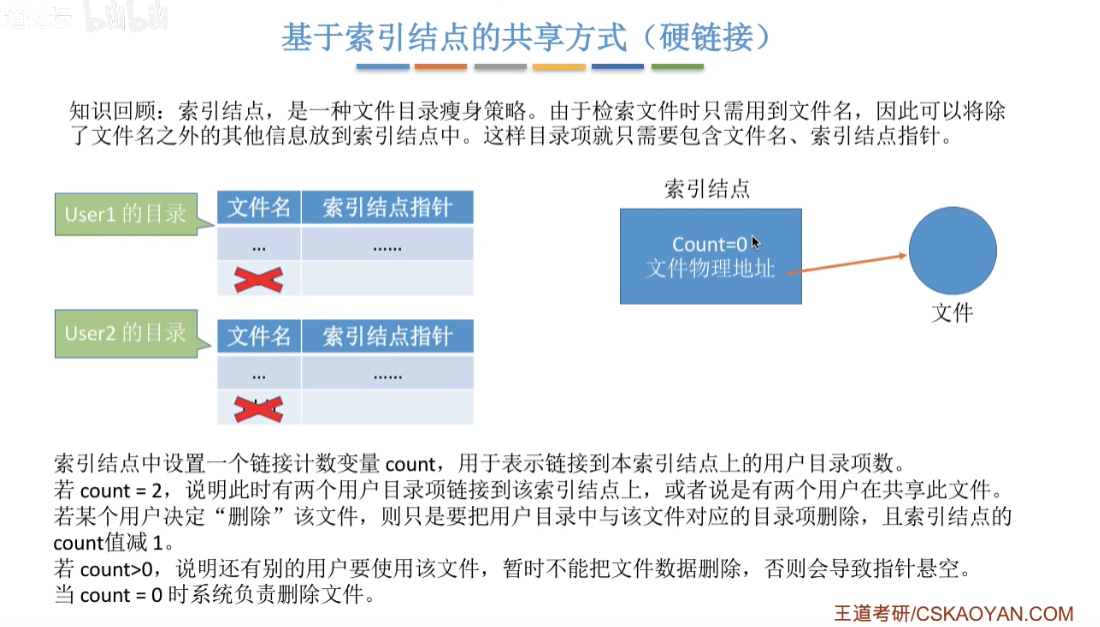 bilibili
基于索引结点的共享方式（硬链接）
知识回顾：索引结点，是一种文件目录瘦身策略。由于检索文件时只需用到文件名，因此可以将除
了文件名之外的其他信息放到索引结点中。这样目录项就只需要包含文件名、索引结点指针。
索引结点
User1 的目录
文件名 索引结点指针
... ......
Count=0
文件物理地址
文件
User2 的目录
文件名 索引结点指针
... ......
索引结点中设置一个链接计数变量 count，用于表示链接到本索引结点上的用户目录项数。
若 count = 2，说明此时有两个用户目录项链接到该索引结点上，或者说是有两个用户在共享此文件。
若某个用户决定“删除”该文件，则只是要把用户目录中与该文件对应的目录项删除，且索引结点的
count值减 1。
若 count>0，说明还有别的用户要使用该文件，暂时不能把文件数据删除，否则会导致指针悬空。
当 count = 0 时系统负责删除文件。
王道考研/CSKAOYAN.COM